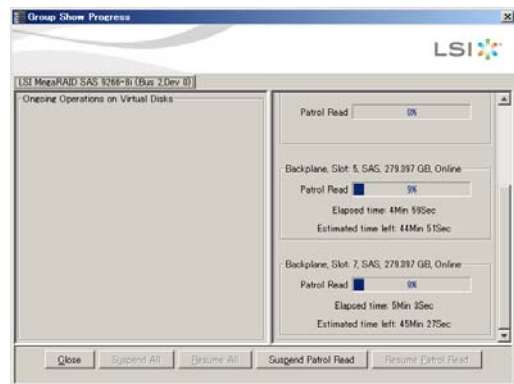 Group Show Progress
LSI
LSI MegaRAID SAS 9266-8i (Bus 2,Dev 0)
Ongoing Operations on Virtual Disks
Patrol Read 0%
Backplane, Slot: 5, SAS, 279.397 GB, Online
Patrol Read 9%
Elapsed time: 4Min 59Sec
Estimated time left: 44Min 51Sec
Backplane, Slot: 7, SAS, 279.397 GB, Online
Patrol Read 9%
Elapsed time: 5Min 3Sec
Estimated time left: 45Min 27Sec
Close Suspend All Resume All Suspend Patrol Read Resume Patrol Read